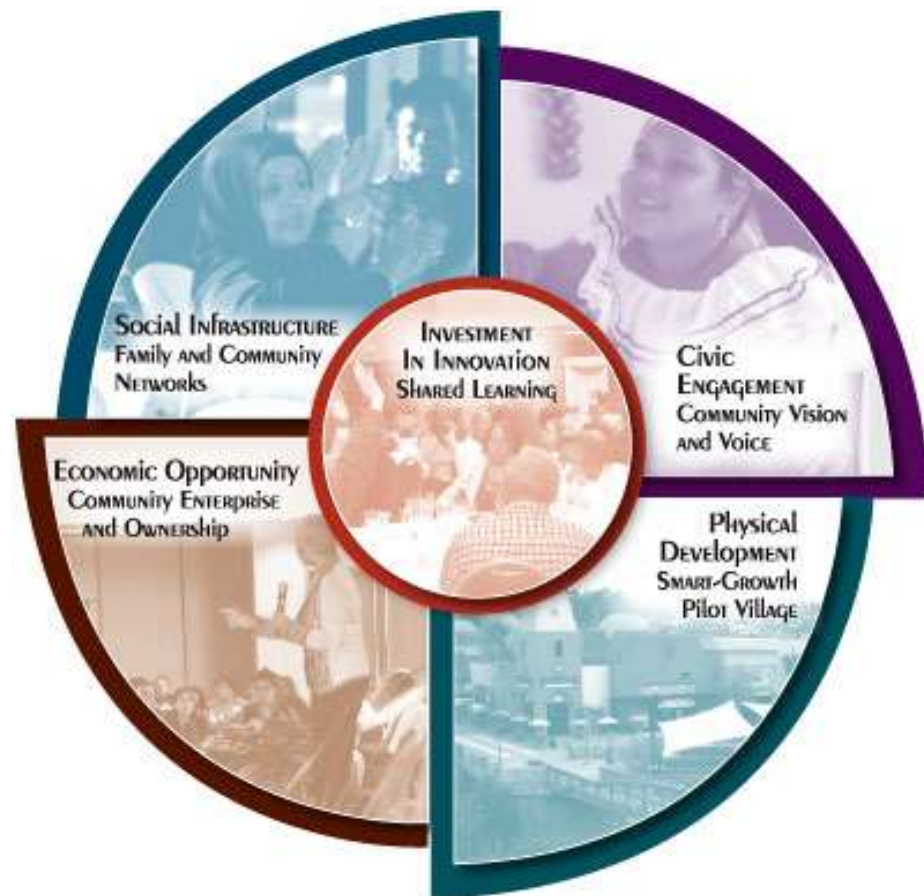 Social Infrastructure
Family and Community
Networks
Investment
In Innovation
Shared Learning
Civic
Engagement
Community Vision
and Voice
Economic Opportunity
Community Enterprise
and Ownership
Physical
Development
Smart-Growth
Pilot Village